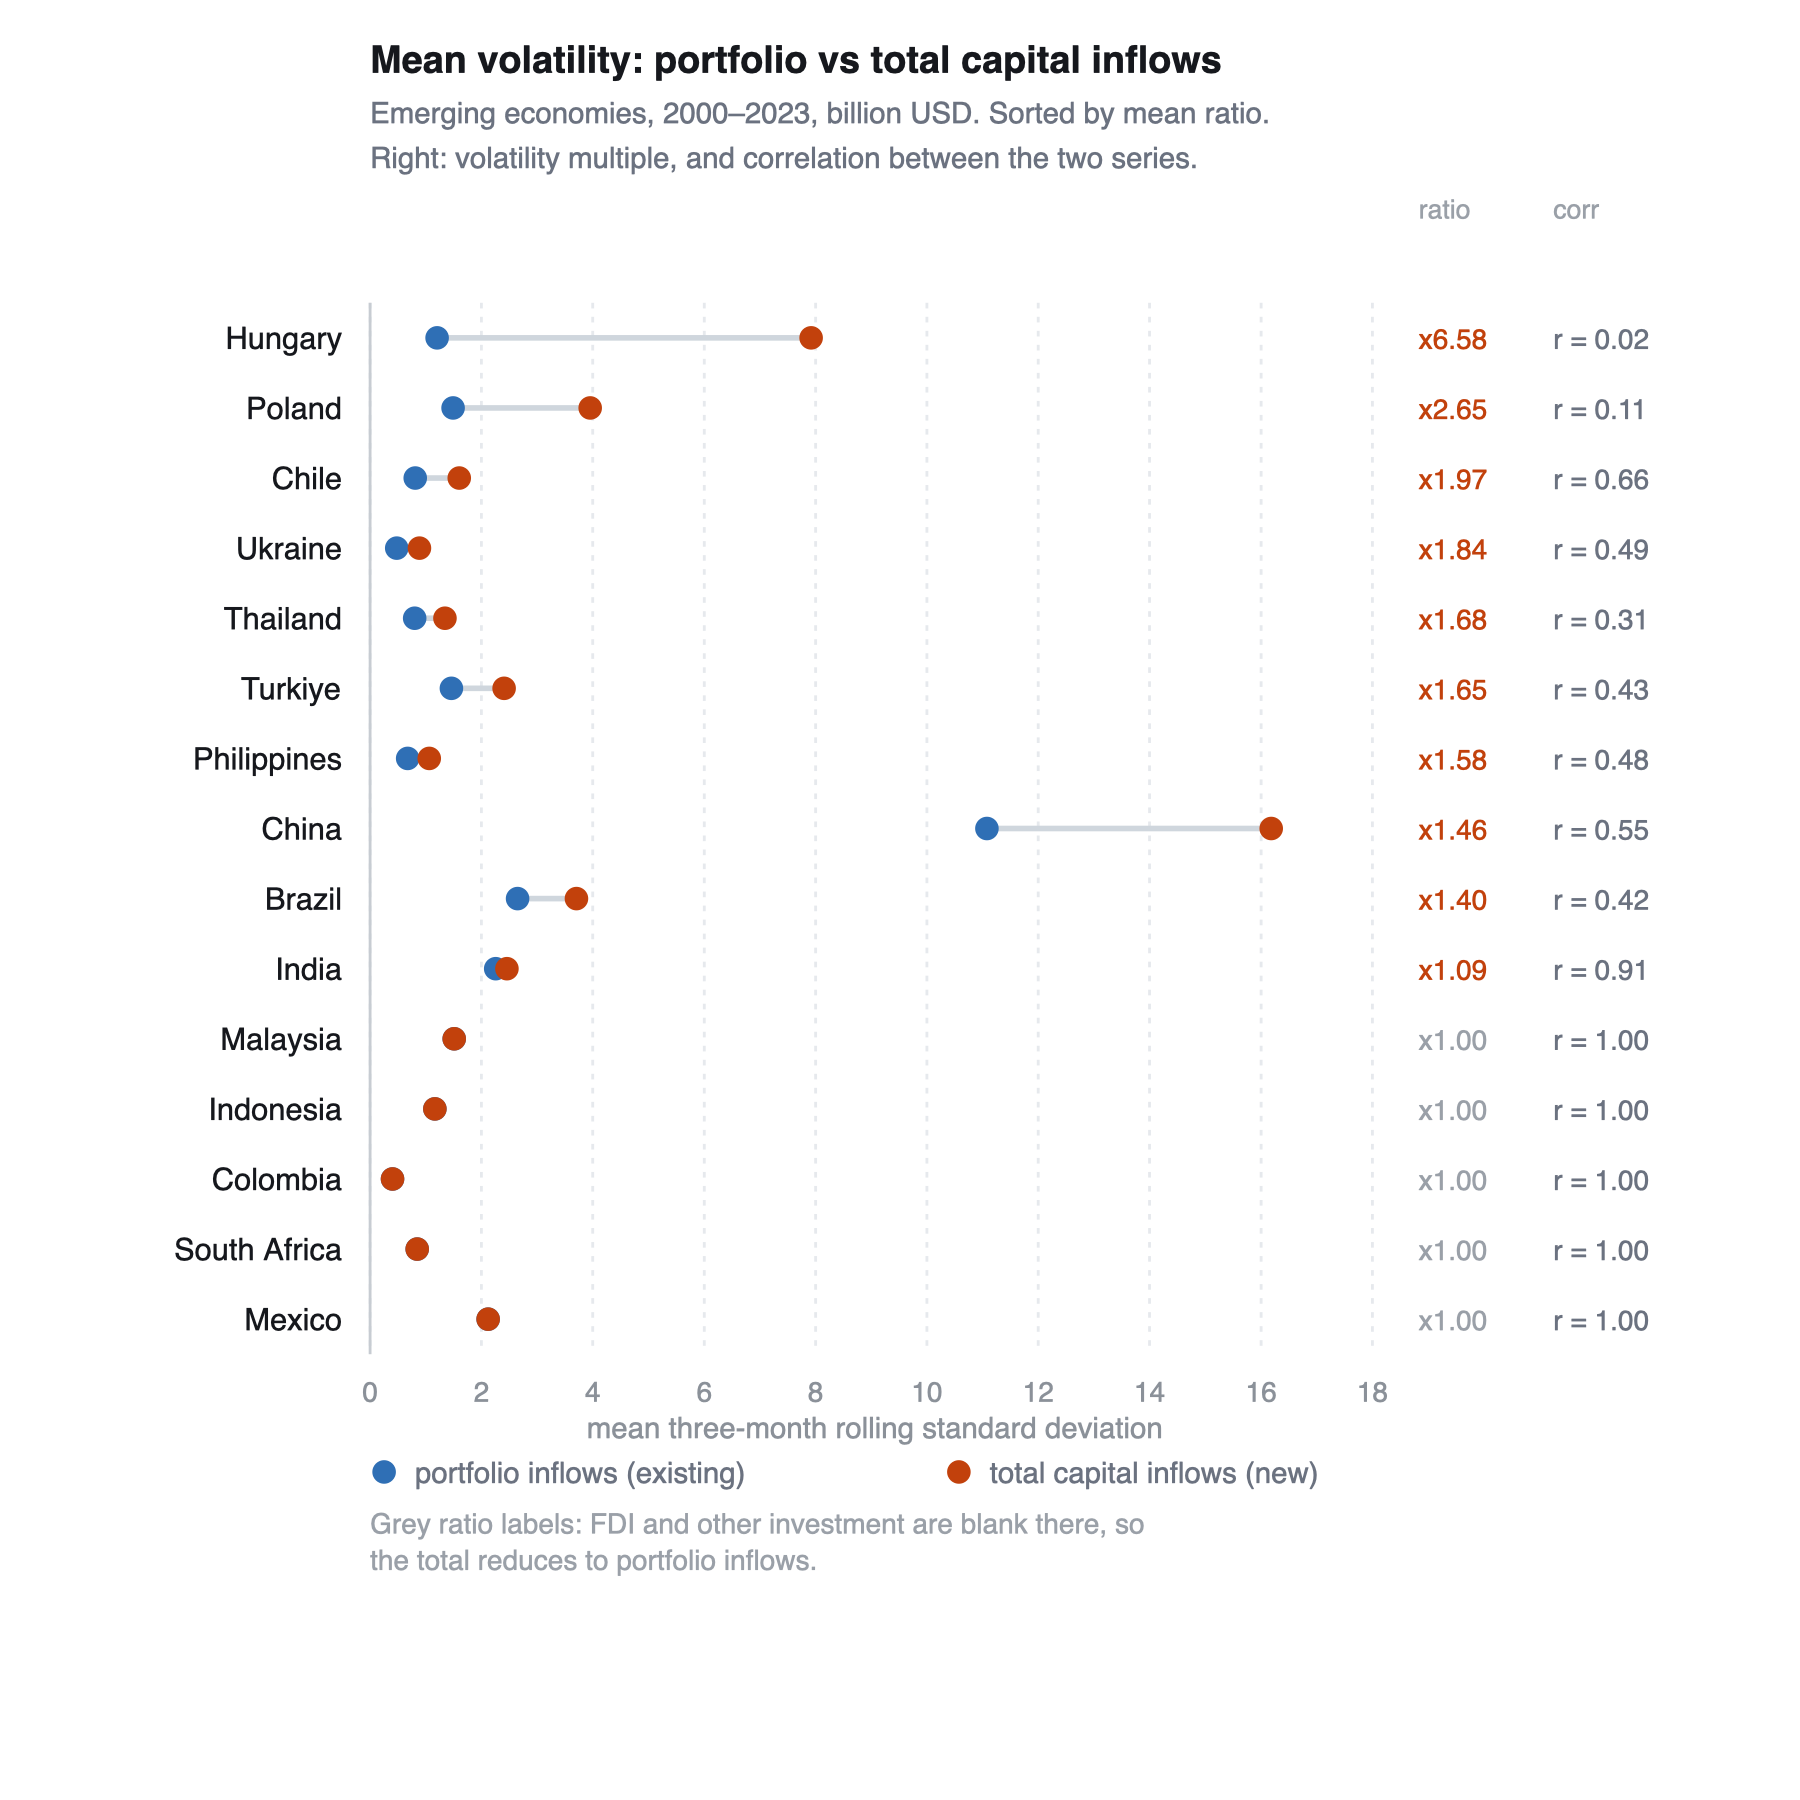 Mean volatility: portfolio vs total capital inflows
Emerging economies, 2000–2023, billion USD. Sorted by mean ratio.
Right: volatility multiple, and correlation between the two series.
ratio corr
Hungary x6.58 r = 0.02
Poland x2.65 r = 0.11
Chile x1.97 r = 0.66
Ukraine x1.84 r = 0.49
Thailand x1.68 r = 0.31
Turkiye x1.65 r = 0.43
Philippines x1.58 r = 0.48
China x1.46 r = 0.55
Brazil x1.40 r = 0.42
India x1.09 r = 0.91
Malaysia x1.00 r = 1.00
Indonesia x1.00 r = 1.00
Colombia x1.00 r = 1.00
South Africa x1.00 r = 1.00
Mexico x1.00 r = 1.00
0 2 4 6 8 10 12 14 16 18
mean three-month rolling standard deviation
portfolio inflows (existing) total capital inflows (new)
Grey ratio labels: FDI and other investment are blank there, so
the total reduces to portfolio inflows.